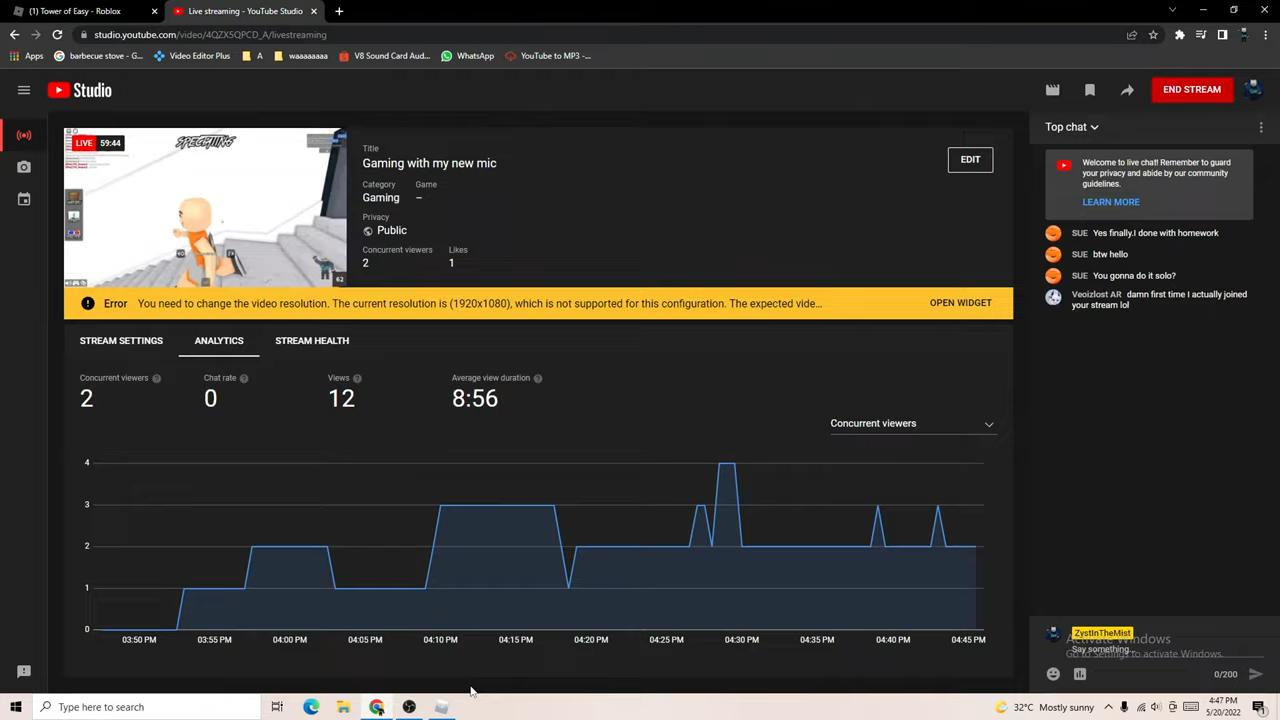 (1) Tower of Easy - Roblox
Live streaming - YouTube Studio
studio.youtube.com/video/4QZX5QPCD_A/livestreaming
Apps
barbecue stove - G...
Video Editor Plus
A
waaaaaaa
V8 Sound Card Aud...
WhatsApp
YouTube to MP3 -...
Studio
END STREAM
LIVE 59:44
SPECTATING
62
Title
Gaming with my new mic
Category Game
Gaming –
Privacy
Public
Concurrent viewers Likes
2 1
EDIT
Error You need to change the video resolution. The current resolution is (1920x1080), which is not supported for this configuration. The expected vide... OPEN WIDGET
STREAM SETTINGS ANALYTICS STREAM HEALTH
Concurrent viewers Chat rate Views Average view duration
2 0 12 8:56
Concurrent viewers
4
3
2
1
0
03:50 PM 03:55 PM 04:00 PM 04:05 PM 04:10 PM 04:15 PM 04:20 PM 04:25 PM 04:30 PM 04:35 PM 04:40 PM 04:45 PM
Top chat
Welcome to live chat! Remember to guard
your privacy and abide by our community
guidelines.
LEARN MORE
SUE Yes finally.I done with homework
SUE btw hello
SUE You gonna do it solo?
Veoizlost AR damn first time I actually joined
your stream lol
ZystInTheMist
Say something...
Activate Windows
Go to Settings to activate Windows.
0/200
Type here to search
32°C Mostly sunny
4:47 PM
5/20/2022